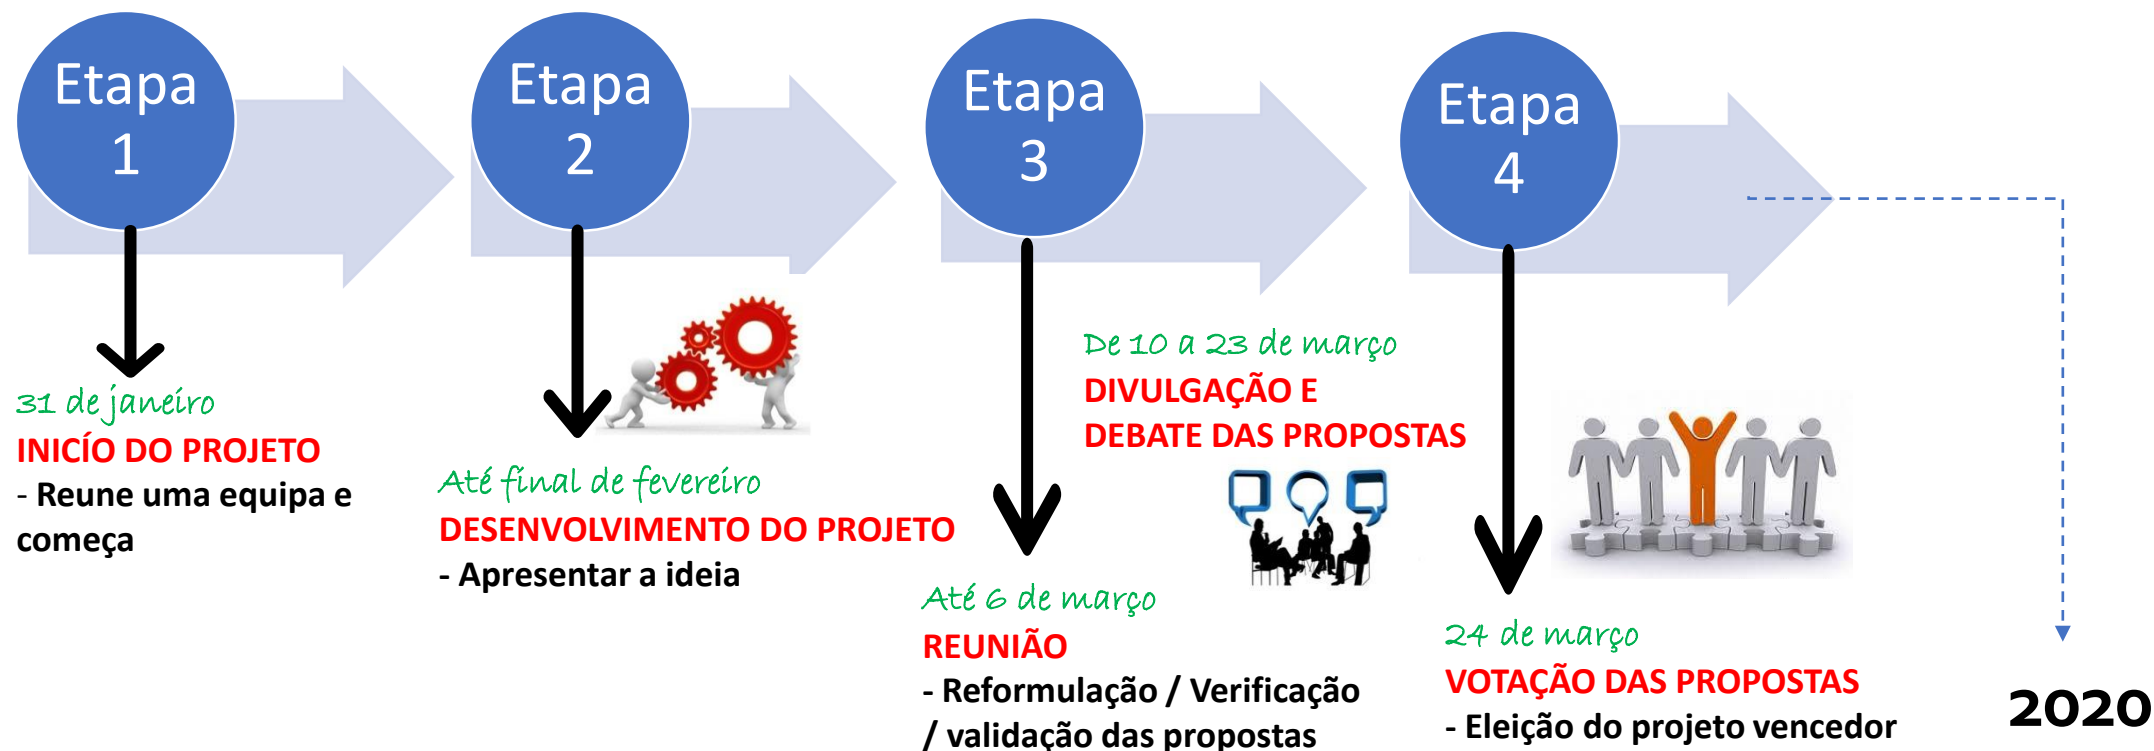 Etapa
1
Etapa
2
Etapa
3
Etapa
4
31 de janeiro
INICÍO DO PROJETO
- Reune uma equipa e
começa
Até final de fevereiro
DESENVOLVIMENTO DO PROJETO
- Apresentar a ideia
De 10 a 23 de março
DIVULGAÇÃO E
DEBATE DAS PROPOSTAS
Até 6 de março
REUNIÃO
- Reformulação / Verificação
/ validação das propostas
24 de março
VOTAÇÃO DAS PROPOSTAS
- Eleição do projeto vencedor
2020